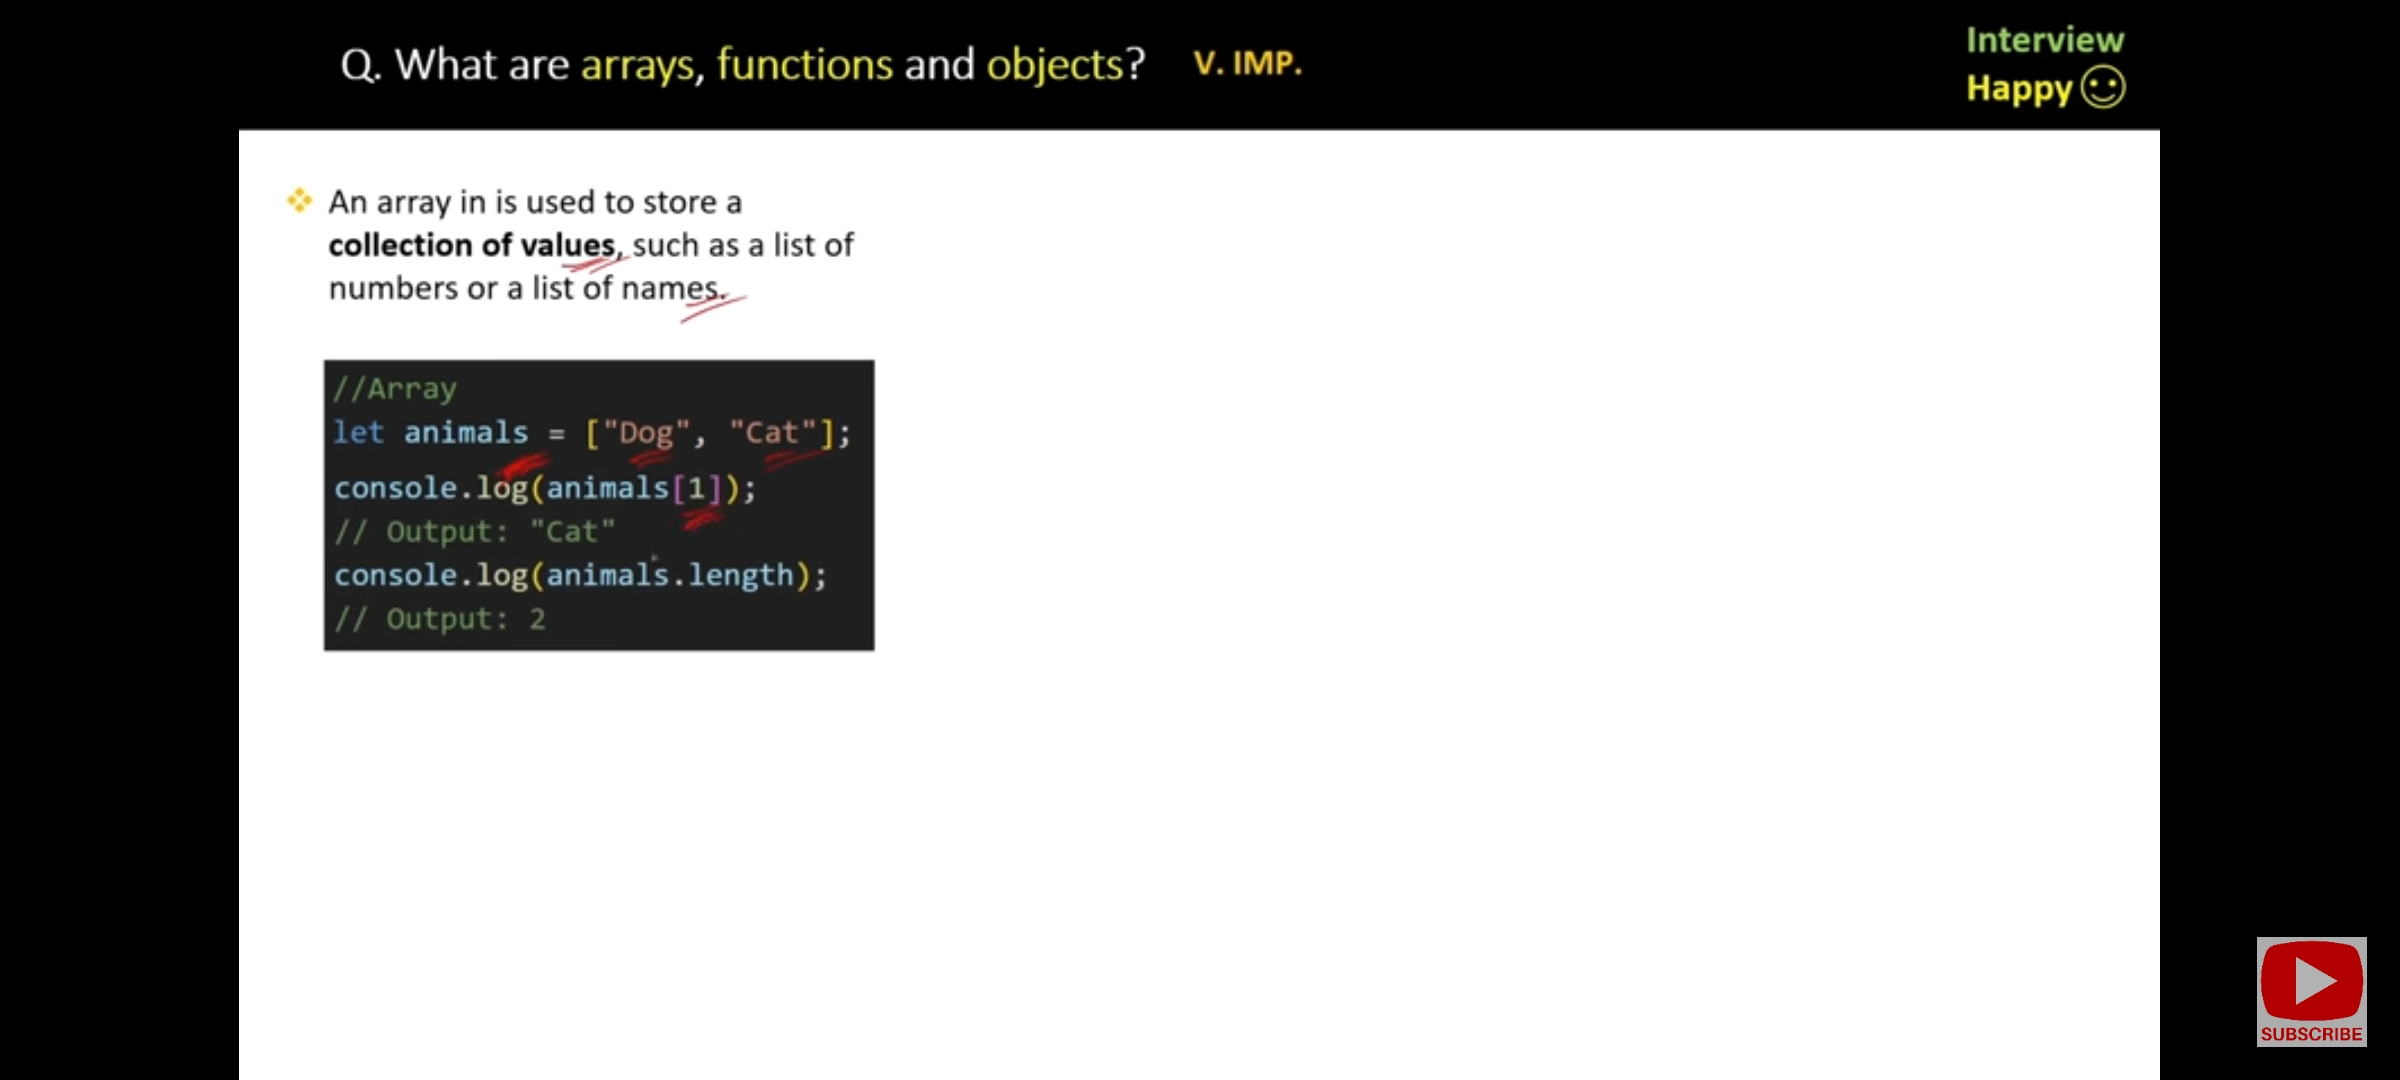 Q. What are arrays, functions and objects? V. IMP.
Interview
Happy
An array in is used to store a
collection of values, such as a list of
numbers or a list of names.
//Array
let animals = ["Dog", "Cat"];
console.log(animals[1]);
// Output: "Cat"
console.log(animals.length);
// Output: 2
SUBSCRIBE